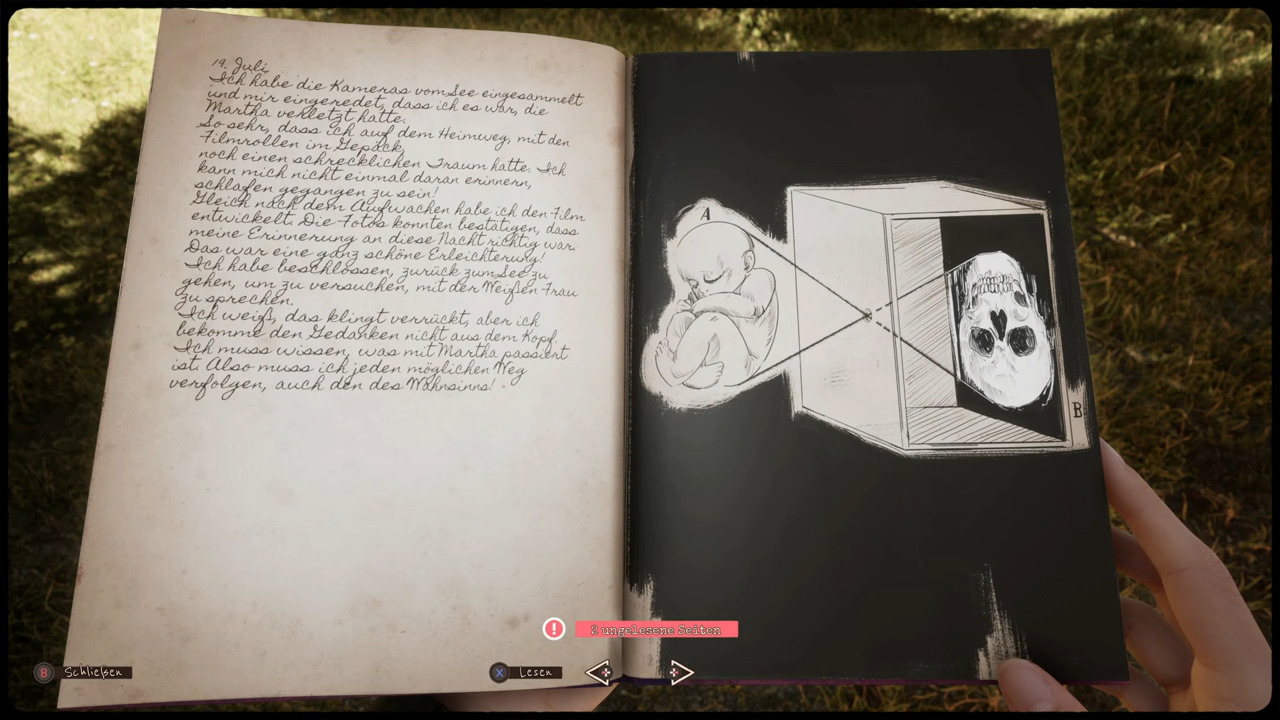 19. Juli
Ich habe die Kameras vom See eingesammelt
und mir eingeredet, dass ich es war, die
Martha verletzt hatte.
So sehr, dass ich auf dem Heimweg, mit den
Filmrollen im Gepäck,
noch einen schrecklichen Traum hatte. Ich
kann mich nicht einmal daran erinnern,
schlafen gegangen zu sein!
Gleich nach dem Aufwachen habe ich den Film
entwickelt. Die Fotos konnten bestätigen, dass
meine Erinnerung an diese Nacht richtig war.
Das war eine ganz schöne Erleichterung!
Ich habe beschlossen, zurück zum See zu
gehen, um zu versuchen, mit der Weißen Frau
zu sprechen.
Ich weiß, das klingt verrückt, aber ich
bekomme den Gedanken nicht aus dem Kopf.
Ich muss wissen, was mit Martha passiert
ist. Also muss ich jeden möglichen Weg
verfolgen, auch den des Wahnsinns!
A
B
! 2 ungelesene Seiten
B Schließen
X Lesen